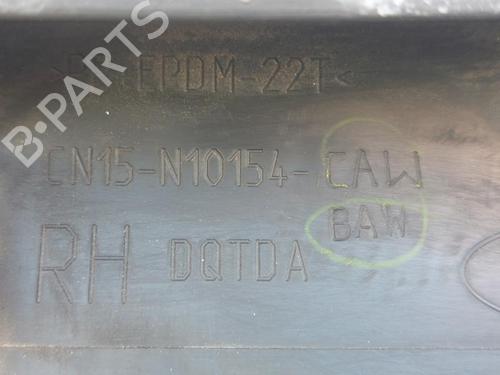 EPDM-22T<
CN15-N10154-CAW
BAW
RH DQTDA
B-PARTS